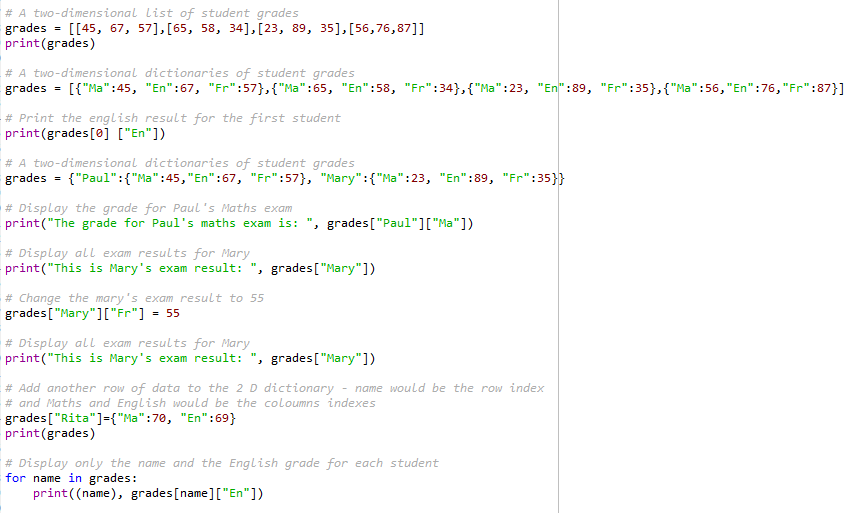 # A two-dimensional list of student grades
grades = [[45, 67, 57],[65, 58, 34],[23, 89, 35],[56,76,87]]
print(grades)
# A two-dimensional dictionaries of student grades
grades = [{"Ma":45, "En":67, "Fr":57},{"Ma":65, "En":58, "Fr":34},{"Ma":23, "En":89, "Fr":35},{"Ma":56,"En":76,"Fr":87}]
# Print the english result for the first student
print(grades[0] ["En"])
# A two-dimensional dictionaries of student grades
grades = {"Paul":{"Ma":45,"En":67, "Fr":57}, "Mary":{"Ma":23, "En":89, "Fr":35}}
# Display the grade for Paul's Maths exam
print("The grade for Paul's maths exam is: ", grades["Paul"]["Ma"])
# Display all exam results for Mary
print("This is Mary's exam result: ", grades["Mary"])
# Change the mary's exam result to 55
grades["Mary"]["Fr"] = 55
# Display all exam results for Mary
print("This is Mary's exam result: ", grades["Mary"])
# Add another row of data to the 2 D dictionary - name would be the row index
# and Maths and English would be the coloumns indexes
grades["Rita"]={"Ma":70, "En":69}
print(grades)
# Display only the name and the English grade for each student
for name in grades:
    print((name), grades[name]["En"])